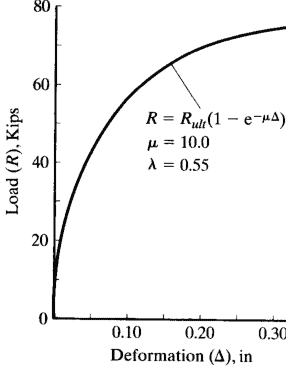 80
60
40
20
0
Load (R), Kips
R = R_ult(1 − e^−μΔ)
μ = 10.0
λ = 0.55
0.10 0.20 0.30
Deformation (Δ), in